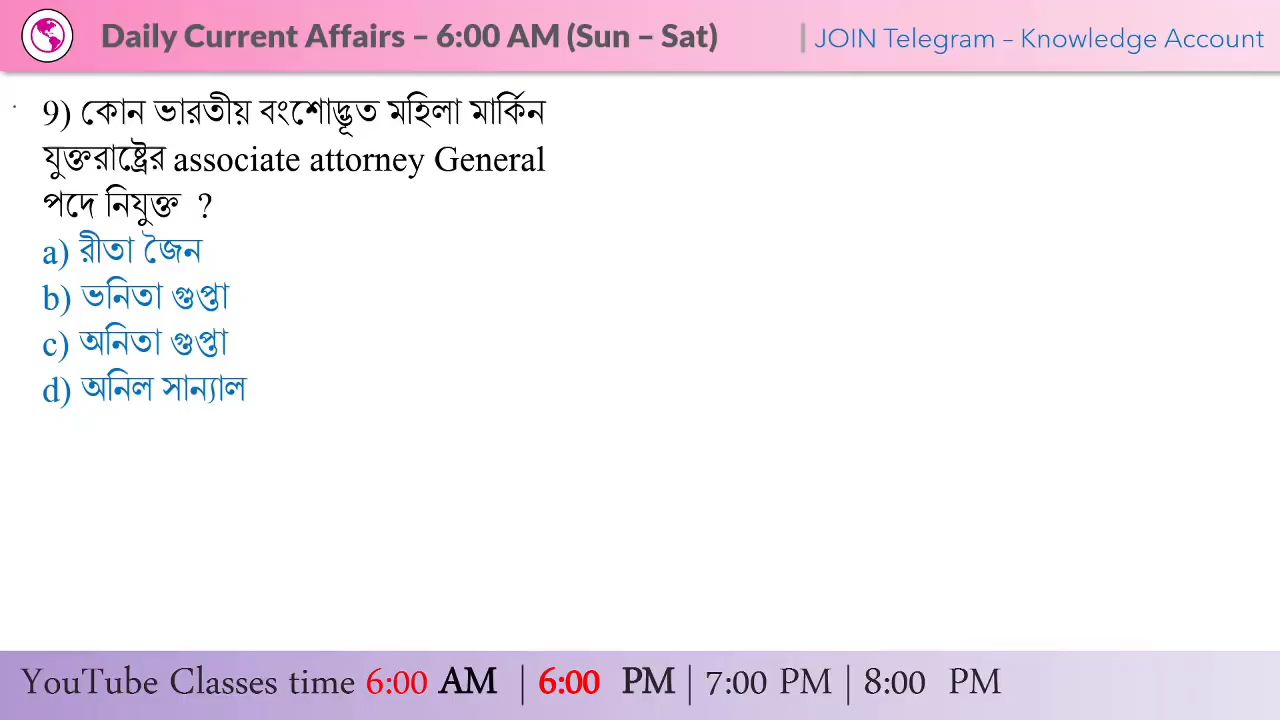 Daily Current Affairs – 6:00 AM (Sun – Sat)
| JOIN Telegram – Knowledge Account
9) কোন ভারতীয় বংশোদ্ভূত মহিলা মার্কিন
যুক্তরাষ্ট্রের associate attorney General
পদে নিযুক্ত ?
a) রীতা জৈন
b) ভনিতা গুপ্তা
c) অনিতা গুপ্তা
d) অনিল সান্যাল
YouTube Classes time 6:00 AM | 6:00 PM | 7:00 PM | 8:00 PM